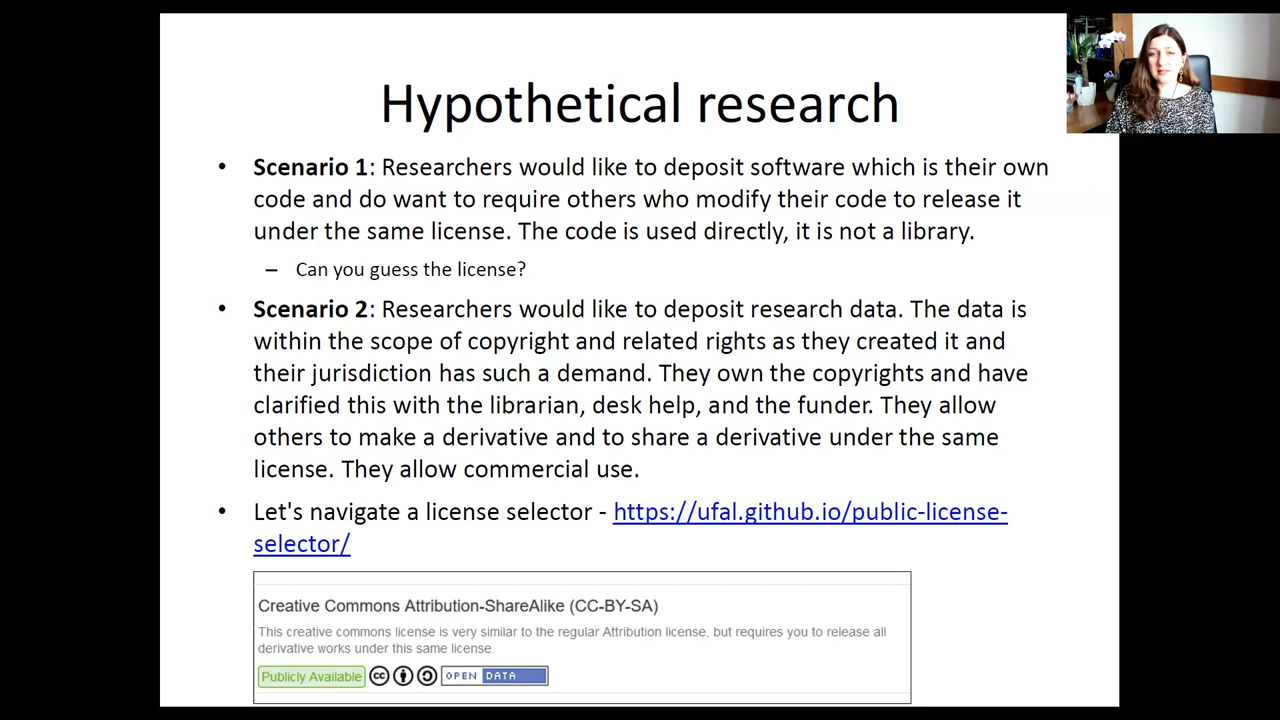 Hypothetical research
• Scenario 1: Researchers would like to deposit software which is their own
code and do want to require others who modify their code to release it
under the same license. The code is used directly, it is not a library.
– Can you guess the license?
• Scenario 2: Researchers would like to deposit research data. The data is
within the scope of copyright and related rights as they created it and
their jurisdiction has such a demand. They own the copyrights and have
clarified this with the librarian, desk help, and the funder. They allow
others to make a derivative and to share a derivative under the same
license. They allow commercial use.
• Let's navigate a license selector - https://ufal.github.io/public-license-
selector/
Creative Commons Attribution-ShareAlike (CC-BY-SA)
This creative commons license is very similar to the regular Attribution license, but requires you to release all
derivative works under this same license.
Publicly Available cc OPEN DATA